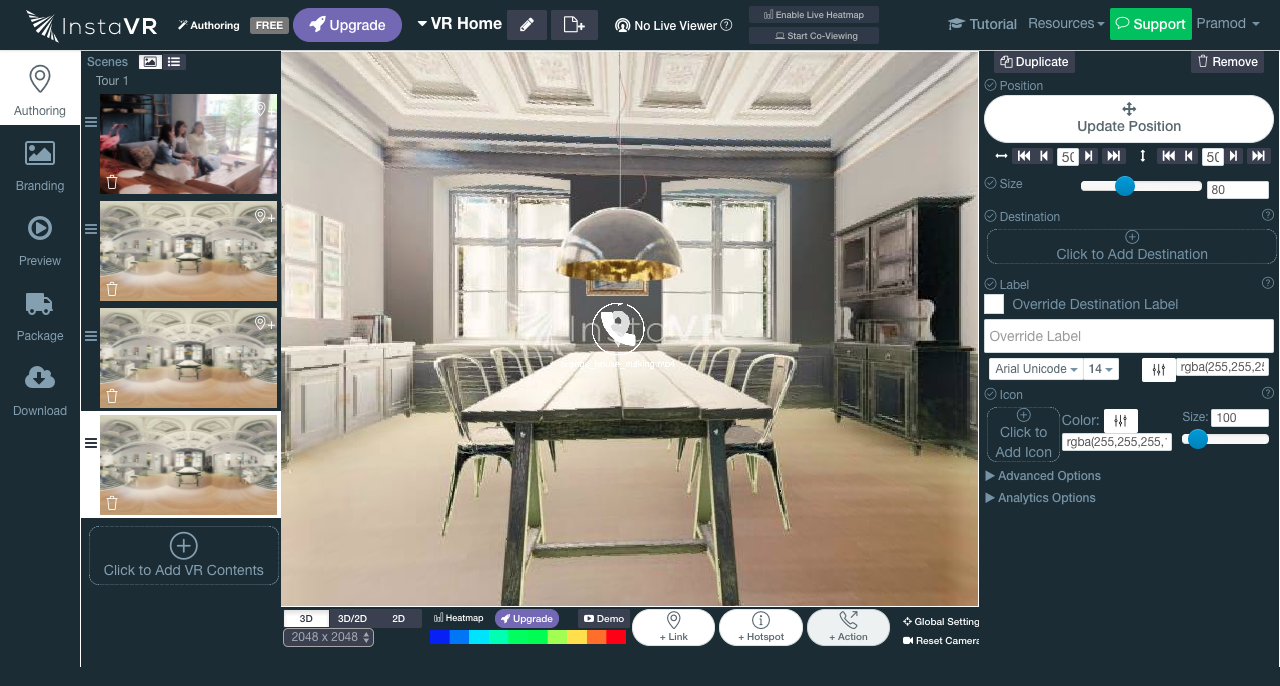 InstaVR
Authoring
FREE
Upgrade
VR Home
No Live Viewer
Enable Live Heatmap
Start Co-Viewing
Tutorial
Resources
Support
Pramod
Authoring
Branding
Preview
Package
Download
Scenes
Tour 1
Click to Add VR Contents
InstaVR
3D
3D/2D
2D
2048 x 2048
Heatmap
Upgrade
Demo
+ Link
+ Hotspot
+ Action
Global Setting
Reset Camera
Duplicate
Remove
Position
Update Position
50
50
Size
80
Destination
Click to Add Destination
Label
Override Destination Label
Override Label
Arial Unicode
14
rgba(255,255,25
Icon
Click to
Add Icon
Color:
rgba(255,255,255,
Size:
100
Advanced Options
Analytics Options